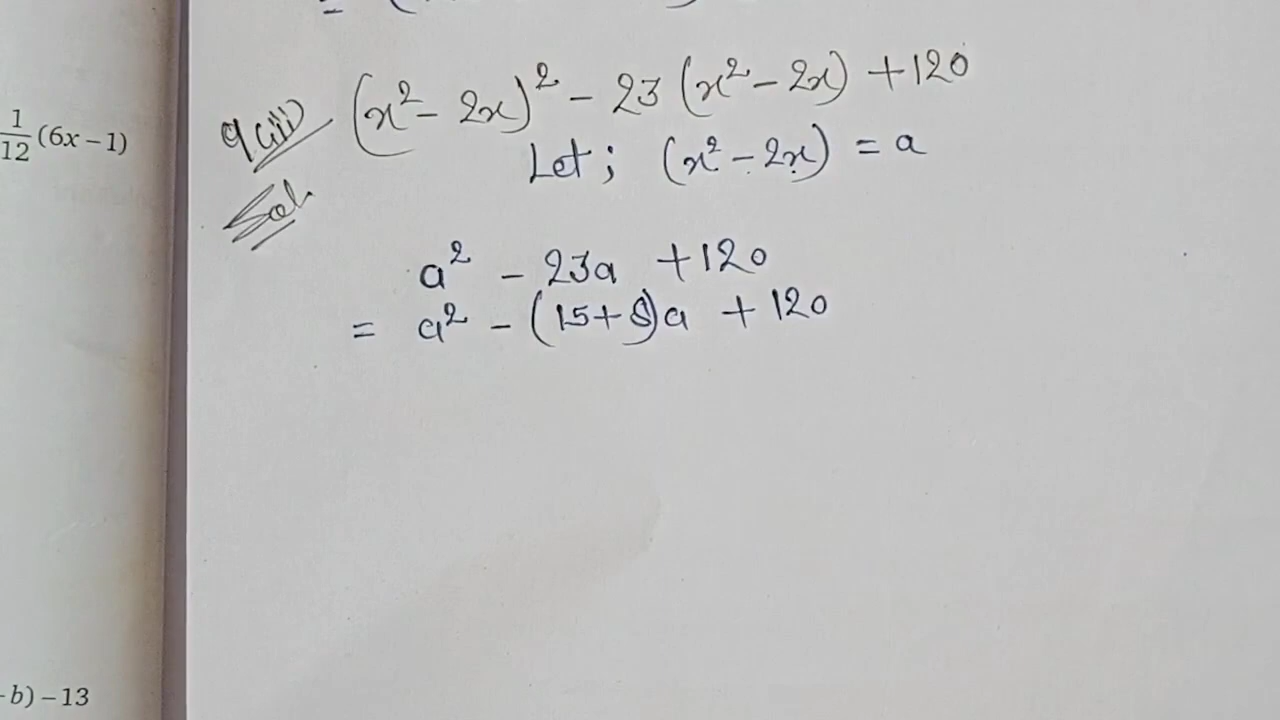 1/12 (6x – 1)
9(iii) (x² - 2x)² - 23 (x² - 2x) + 120
Let ; (x² - 2x) = a
Sol.
a² - 23a + 120
= a² - (15+8)a + 120
b) – 13